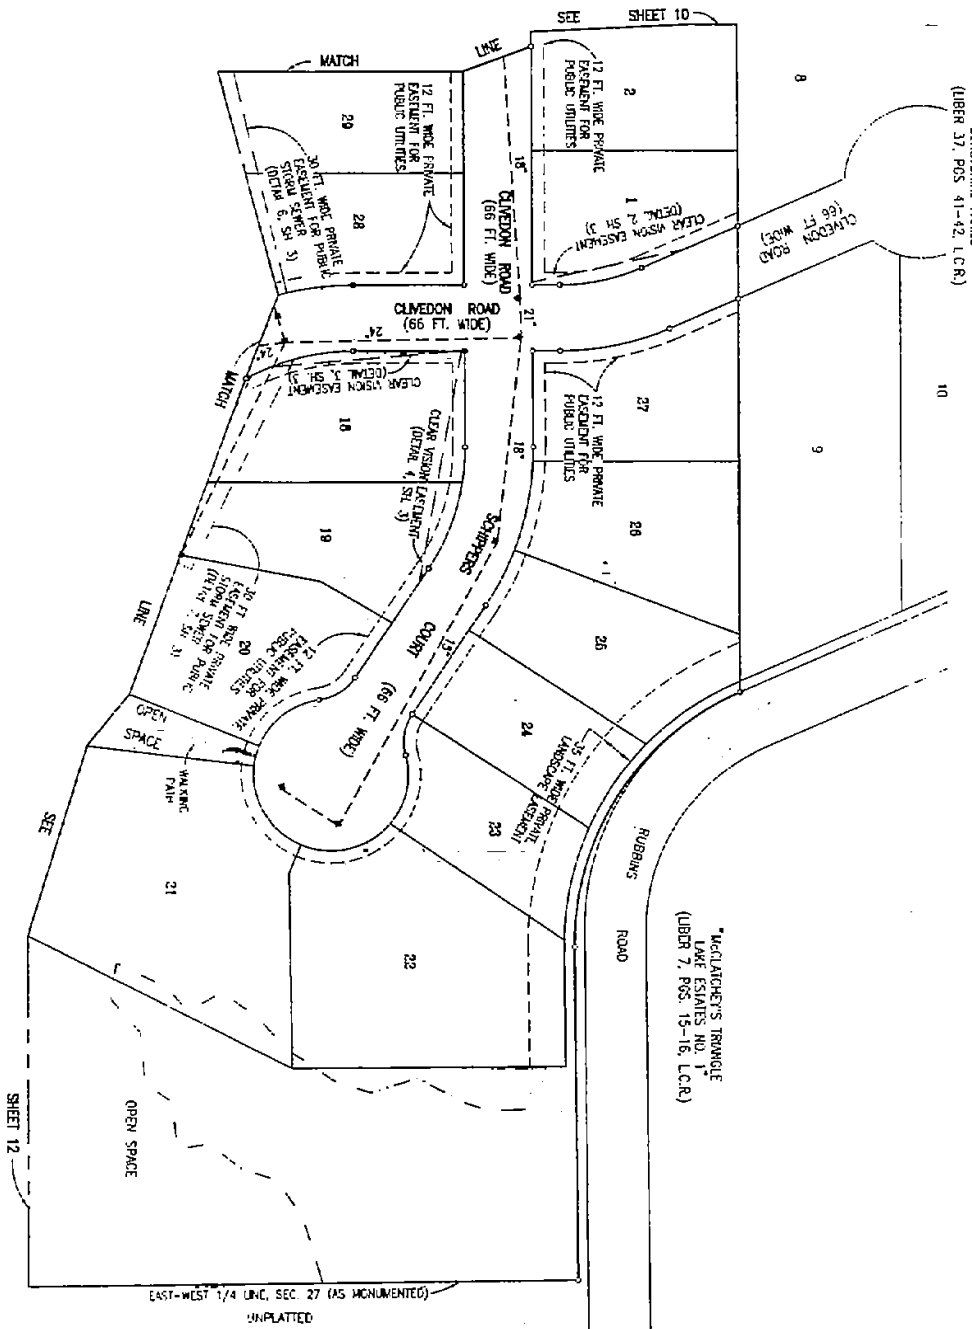 SEE SHEET 10
(LIBER 37, PGS. 41-42, L.C.R.)
8
MATCH
LINE
12 FT. WIDE PRIVATE
EASEMENT FOR
PUBLIC UTILITIES
2
29
12 FT. WIDE PRIVATE
EASEMENT FOR
PUBLIC UTILITIES
18"
1
CLEAR VISION EASEMENT
(DETAIL 2, SH 3)
CLIVEDON ROAD
(66 FT. WIDE)
CLIVEDON ROAD
(66 FT WIDE)
28
30 FT. WIDE PRIVATE
EASEMENT FOR PUBLIC
STORM SEWER
(DETAIL 6, SH 3)
CLIVEDON ROAD
(66 FT. WIDE)
21"
24"
24"
MATCH
CLEAR VISION EASEMENT
(DETAIL 3, SH. 3)
18
12 FT. WIDE PRIVATE
EASEMENT FOR
PUBLIC UTILITIES
27
10
9
CLEAR VISION EASEMENT
(DETAIL 4, SH. 3)
18"
26
19
SCHIPPERS
COURT
(66 FT. WIDE)
15"
25
LINE
30 FT. WIDE PRIVATE
EASEMENT FOR PUBLIC
STORM SEWER
20
12 FT. WIDE PRIVATE
EASEMENT FOR
PUBLIC UTILITIES
OPEN
SPACE
WALKING
PATH
24
35 FT. WIDE PRIVATE
LANDSCAPE EASEMENT
23
SEE
21
22
ROBBINS
ROAD
"McCLATCHEY'S TRIANGLE
LAKE ESTATES NO. 1"
(LIBER 7, PGS. 15-16, L.C.R.)
OPEN SPACE
SHEET 12
EAST-WEST 1/4 LINE, SEC. 27 (AS MONUMENTED)
UNPLATTED